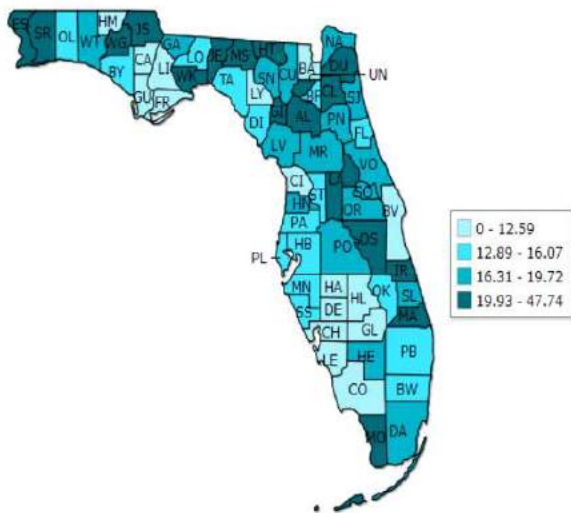 HM
NA
ES
SR
OL
WT
JS
GA
WG
LO
JE
MS
HT
BA
DU
UN
CA
LI
BY
WK
TA
SN
CU
CL
BF
SJ
GU
FR
LY
GI
AL
PN
DI
FL
LV
MR
VO
CI
ST
LA
SO
HN
OR
BV
PA
OS
HB
PO
PL
IR
MN
HA
HL
OK
SL
SS
DE
MA
CH
GL
LE
HE
PB
CO
BW
MO
DA
0 - 12.59
12.89 - 16.07
16.31 - 19.72
19.93 - 47.74